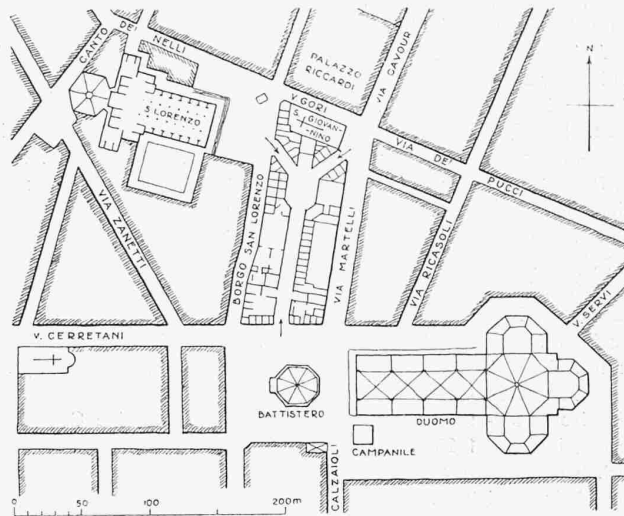 CANTO DEI NELLI
PALAZZO
RICCARDI
VIA CAVOUR
N
S. LORENZO
V. GORI
S. GIOVAN-
NINO
VIA DEI PUCCI
VIA ZANETTI
BORGO SAN LORENZO
VIA MARTELLI
VIA RICASOLI
V. SERVI
V. CERRETANI
BATTISTERO
DUOMO
CAMPANILE
CALZAIOLI
0 50 100 200 m